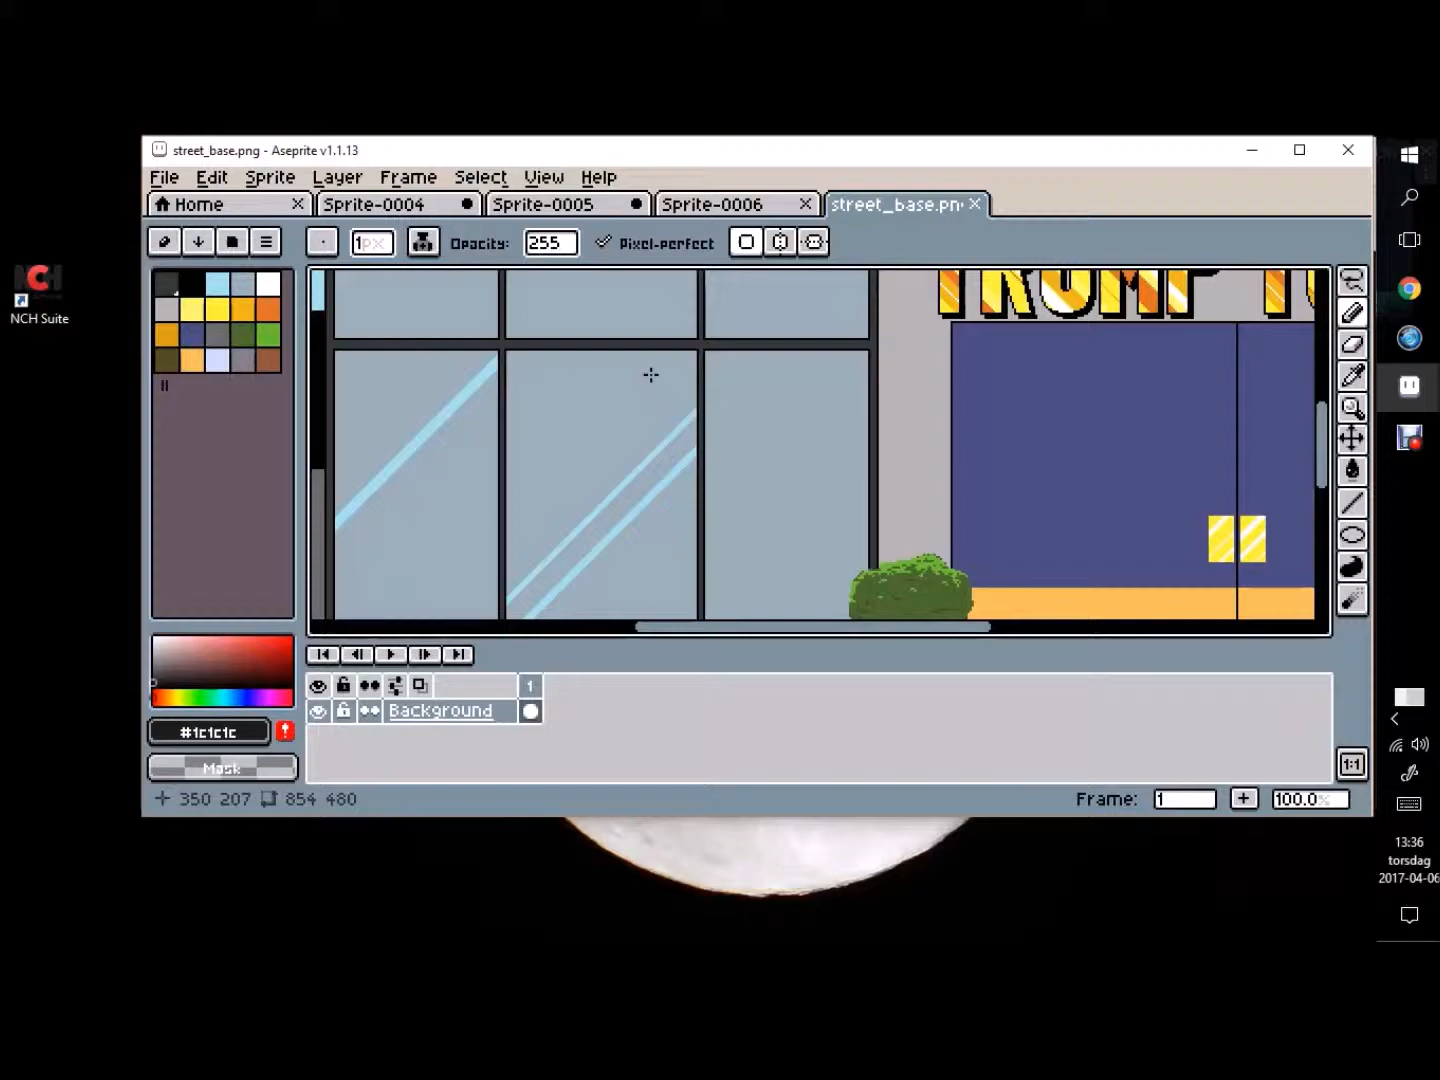 street_base.png - Aseprite v1.1.13
File Edit Sprite Layer Frame Select View Help
Home Sprite-0004 Sprite-0005 Sprite-0006 street_base.pn
1px Opacity: 255 Pixel-perfect
TRUMP
NCH
NCH Suite
1
Background
#1c1c1c
Mask
1:1
350 207 854 480
Frame: 1 + 100.0%
13:36
torsdag
2017-04-06